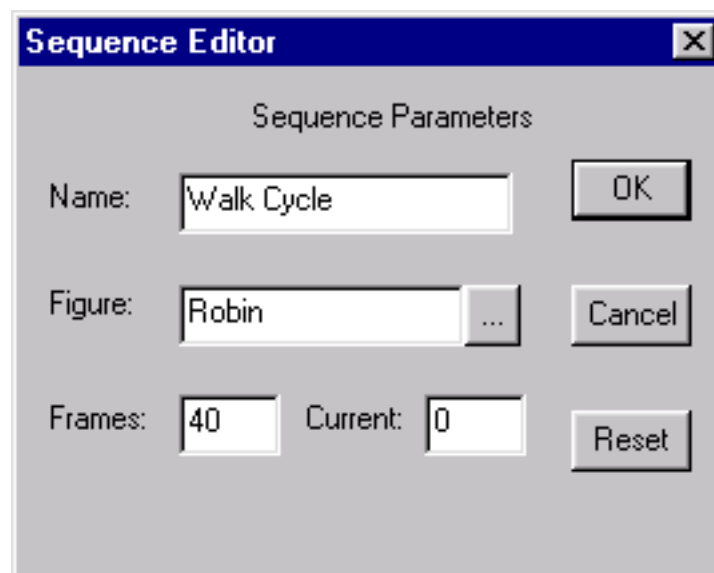 Sequence Editor
Sequence Parameters
Name: Walk Cycle OK
Figure: Robin ... Cancel
Frames: 40 Current: 0 Reset